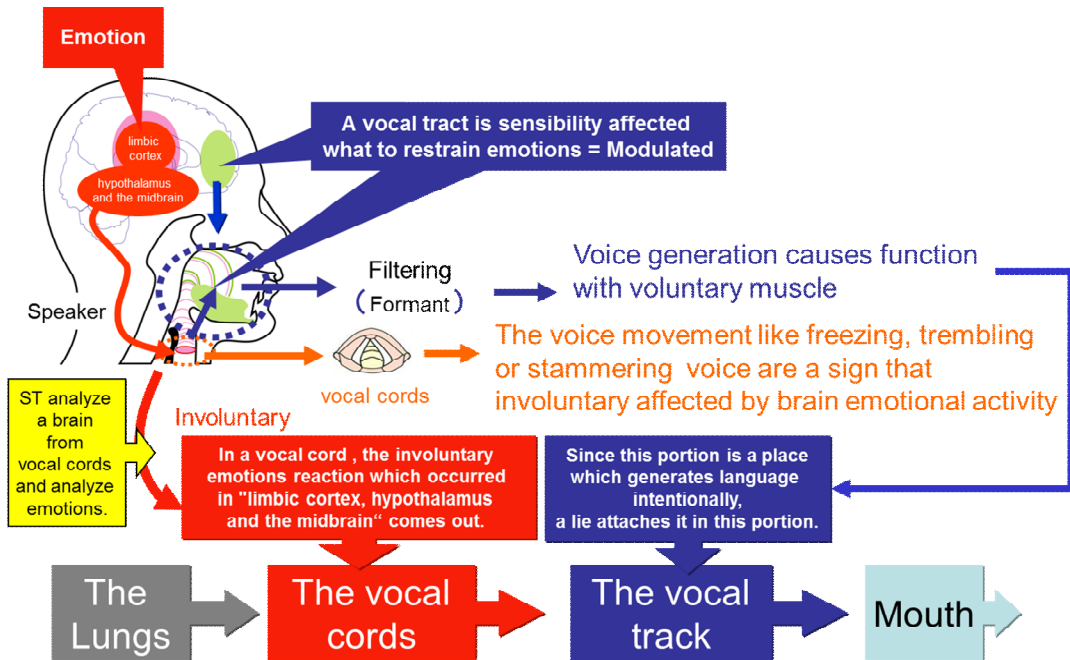 Emotion
A vocal tract is sensibility affected
what to restrain emotions = Modulated
limbic
cortex
hypothalamus
and the midbrain
Speaker
Filtering
(Formant)
Voice generation causes function
with voluntary muscle
vocal cords
The voice movement like freezing, trembling
or stammering voice are a sign that
involuntary affected by brain emotional activity
ST analyze
a brain
from
vocal cords
and analyze
emotions.
Involuntary
In a vocal cord , the involuntary
emotions reaction which occurred
in "limbic cortex, hypothalamus
and the midbrain“ comes out.
Since this portion is a place
which generates language
intentionally,
a lie attaches it in this portion.
The
Lungs
The vocal
cords
The vocal
track
Mouth